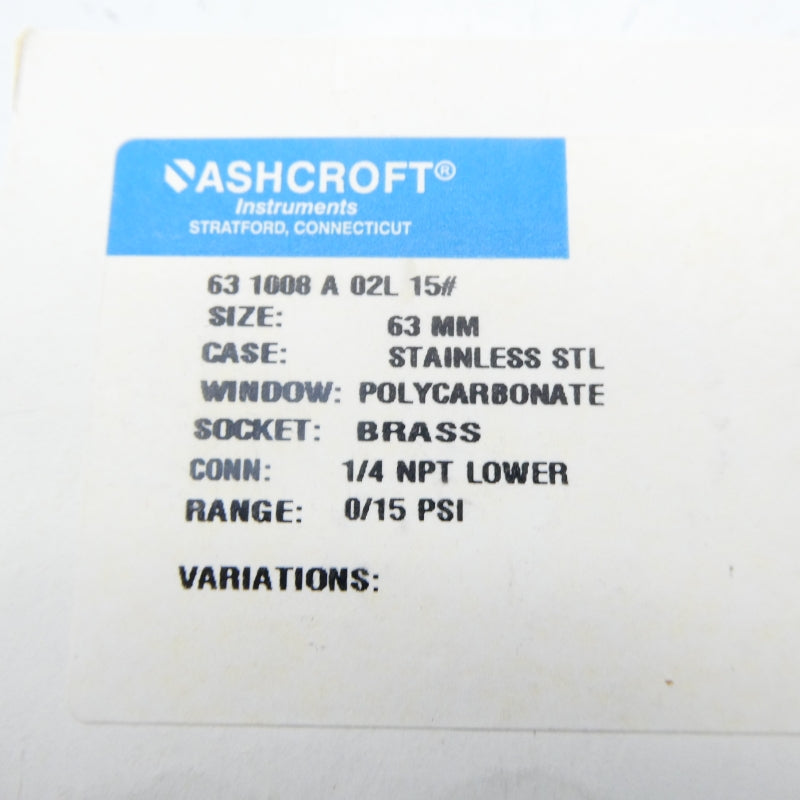 ASHCROFT®
Instruments
STRATFORD, CONNECTICUT
63 1008 A 02L 15#
SIZE: 63 MM
CASE: STAINLESS STL
WINDOW: POLYCARBONATE
SOCKET: BRASS
CONN: 1/4 NPT LOWER
RANGE: 0/15 PSI
VARIATIONS: